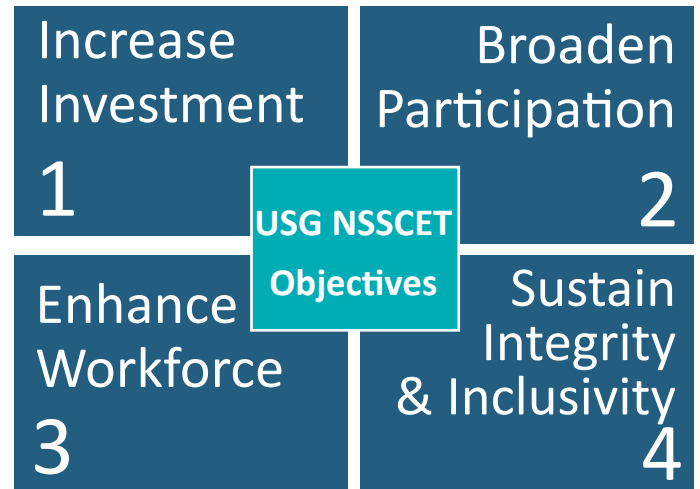 Increase
Investment
1
Broaden
Participation
2
USG NSSCET
Objectives
Enhance
Workforce
3
Sustain
Integrity
& Inclusivity
4